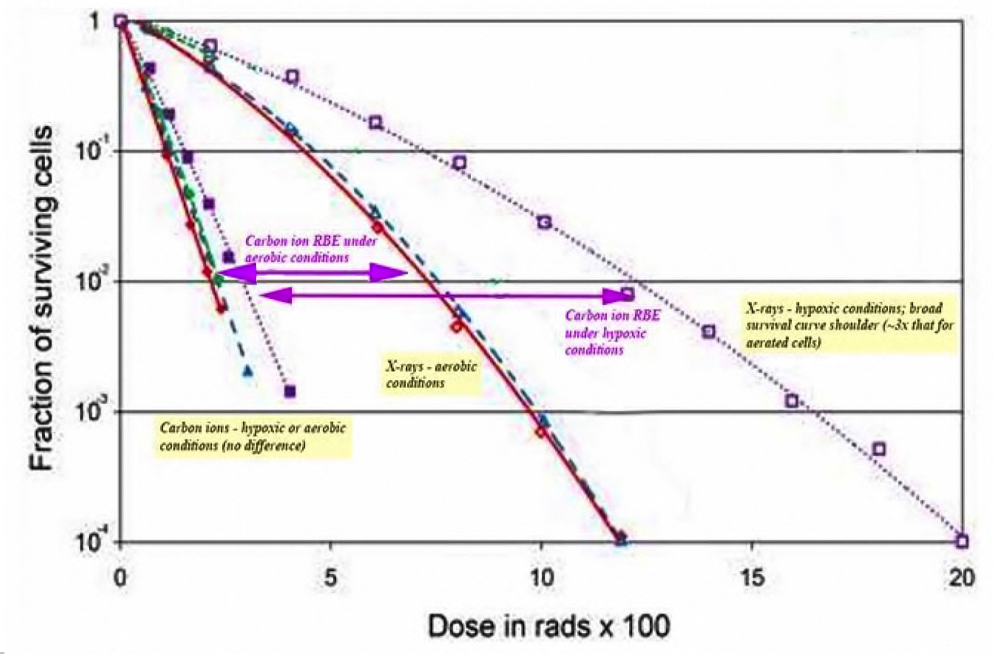 Fraction of surviving cells
1
10-1
10-2
10-3
10-4
0
5
10
15
20
Dose in rads x 100
Carbon ion RBE under
aerobic conditions
Carbon ion RBE
under hypoxic
conditions
X-rays - hypoxic conditions; broad
survival curve shoulder (~3x that for
aerated cells)
X-rays - aerobic
conditions
Carbon ions - hypoxic or aerobic
conditions (no difference)